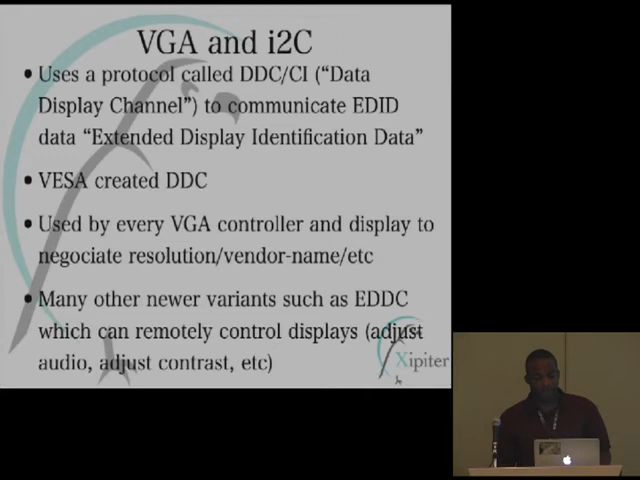 VGA and i2C
• Uses a protocol called DDC/CI (“Data
Display Channel”) to communicate EDID
data “Extended Display Identification Data”
• VESA created DDC
• Used by every VGA controller and display to
negociate resolution/vendor-name/etc
• Many other newer variants such as EDDC
which can remotely control displays (adjust
audio, adjust contrast, etc)
Xipiter